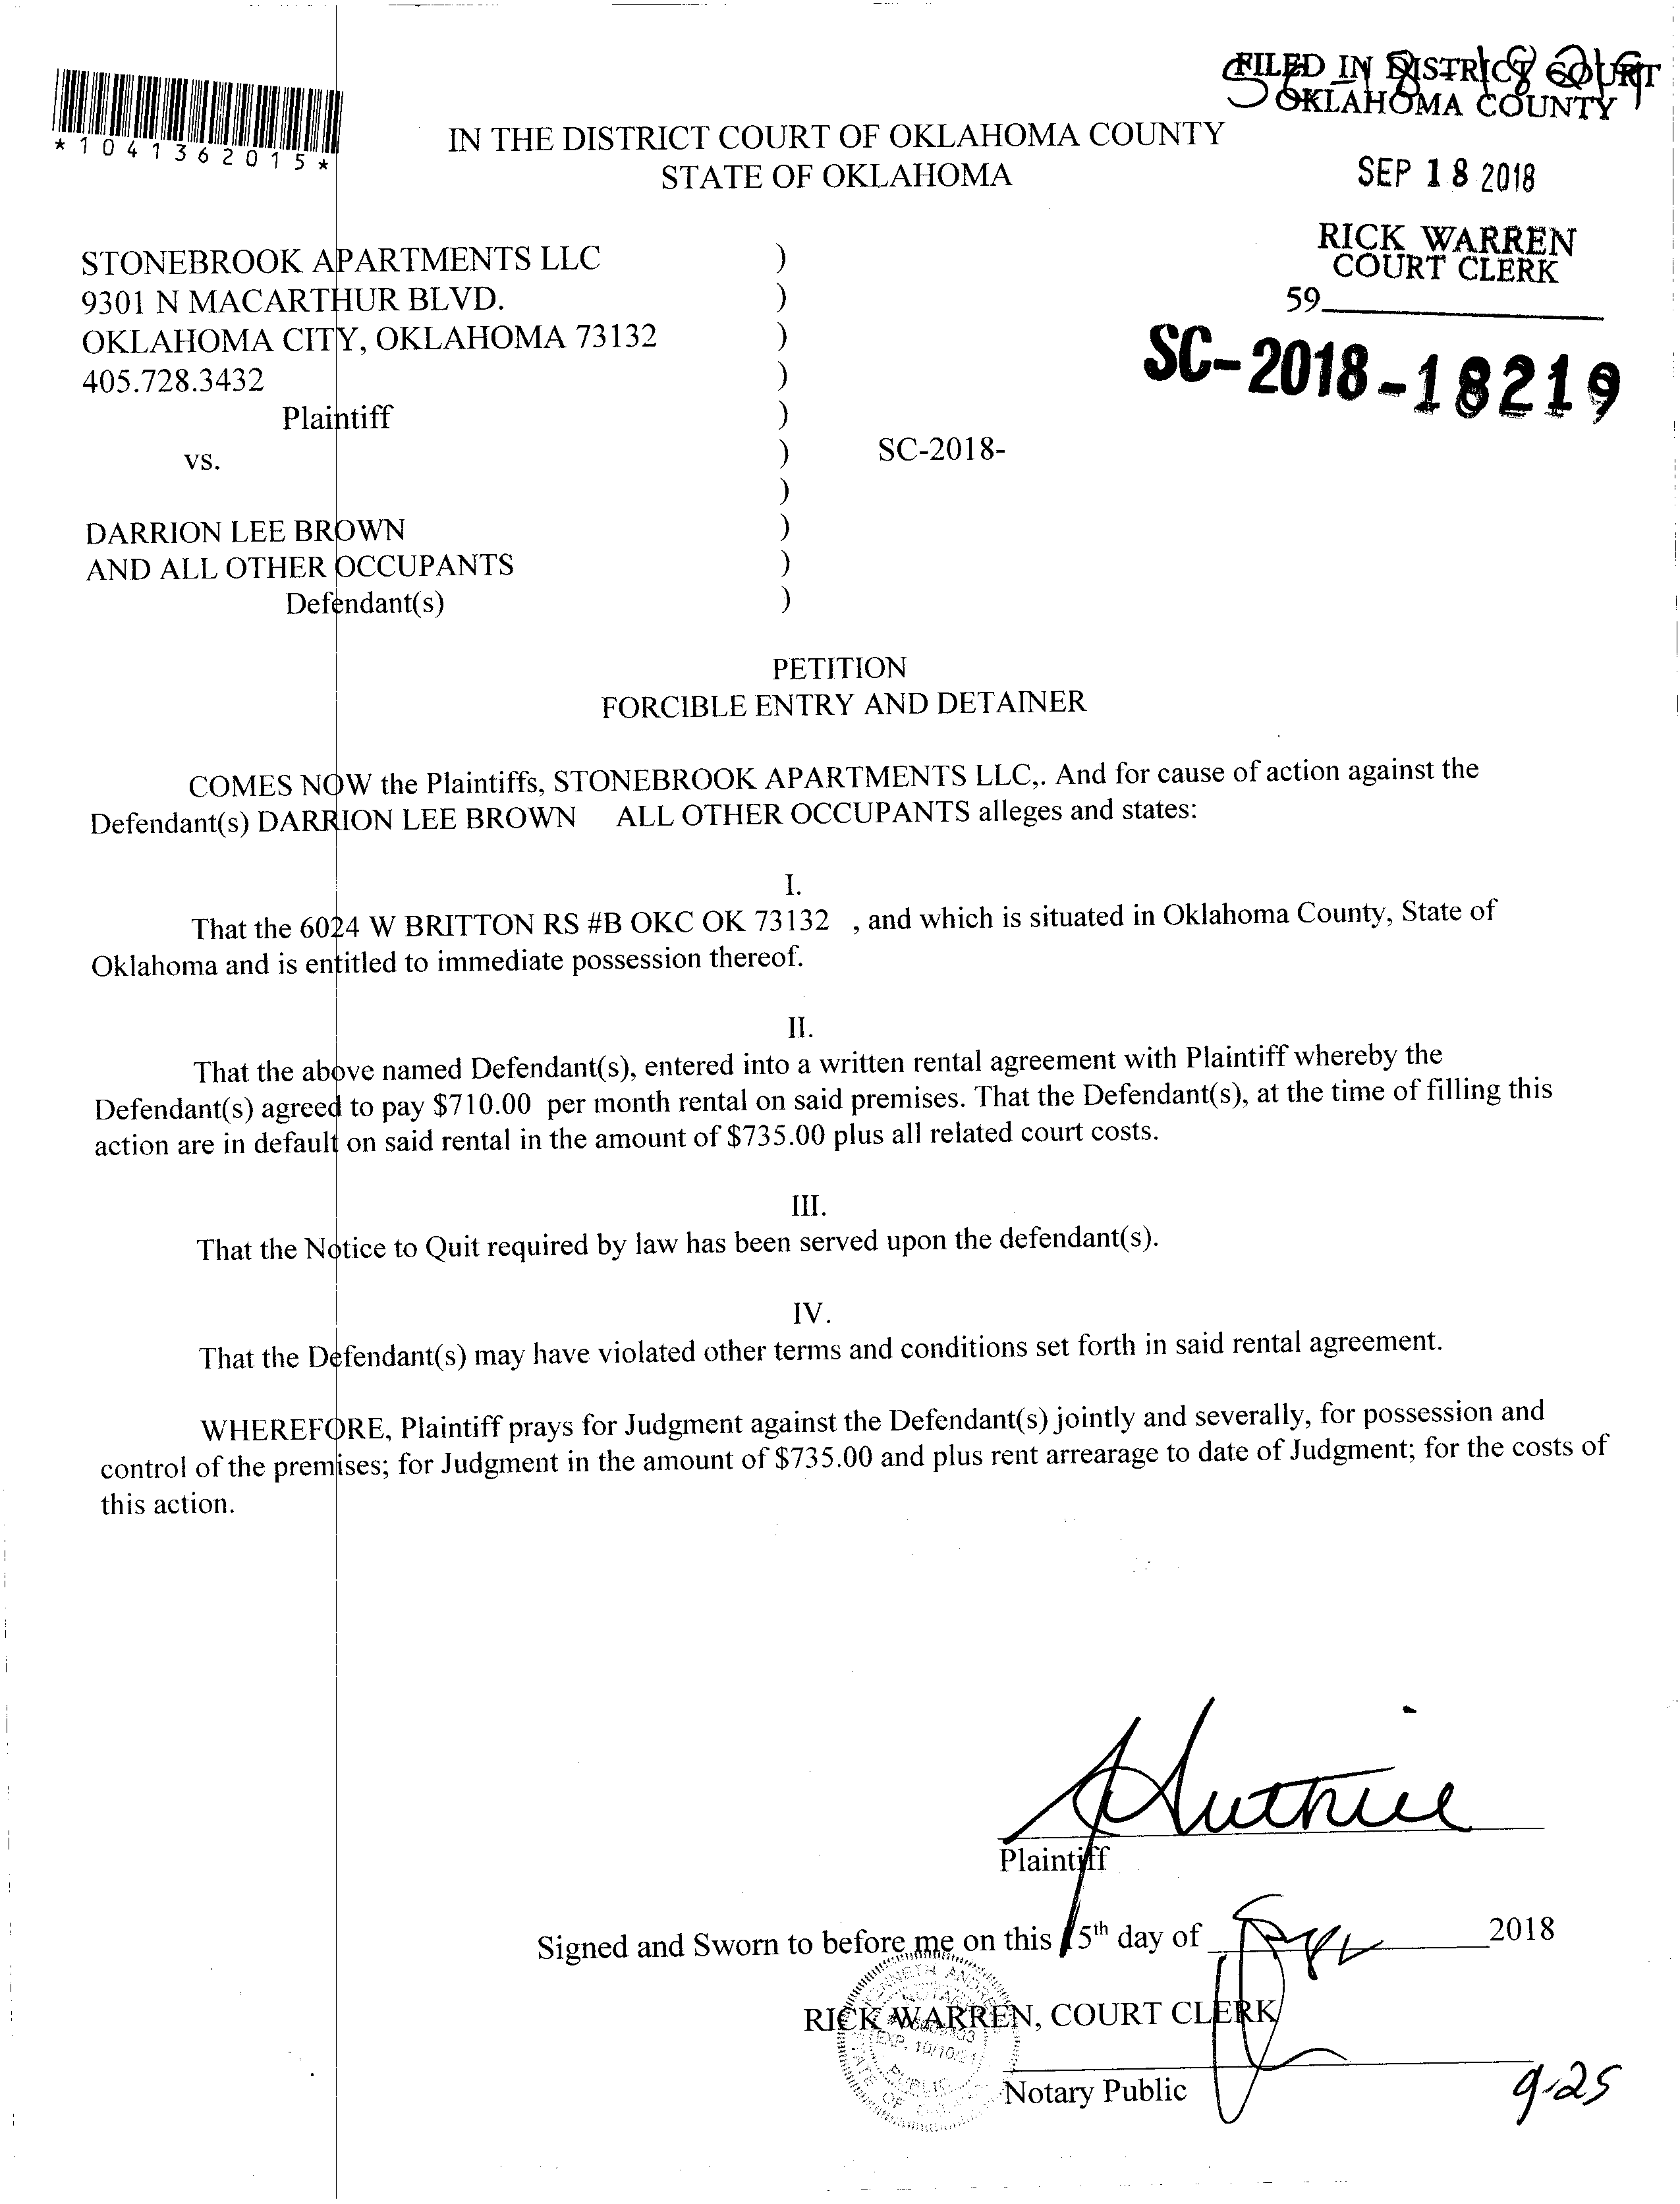 FILED IN DISTRICT COURT
OKLAHOMA COUNTY
*1041362015*
IN THE DISTRICT COURT OF OKLAHOMA COUNTY
STATE OF OKLAHOMA
SEP 18 2018
RICK WARREN
COURT CLERK
59
SC-2018-18219
STONEBROOK APARTMENTS LLC )
9301 N MACARTHUR BLVD. )
OKLAHOMA CITY, OKLAHOMA 73132 )
405.728.3432 )
Plaintiff )
vs. ) SC-2018-
)
DARRION LEE BROWN )
AND ALL OTHER OCCUPANTS )
Defendant(s) )
PETITION
FORCIBLE ENTRY AND DETAINER
COMES NOW the Plaintiffs, STONEBROOK APARTMENTS LLC,. And for cause of action against the
Defendant(s) DARRION LEE BROWN ALL OTHER OCCUPANTS alleges and states:
I.
That the 6024 W BRITTON RS #B OKC OK 73132 , and which is situated in Oklahoma County, State of
Oklahoma and is entitled to immediate possession thereof.
II.
That the above named Defendant(s), entered into a written rental agreement with Plaintiff whereby the
Defendant(s) agreed to pay $710.00 per month rental on said premises. That the Defendant(s), at the time of filling this
action are in default on said rental in the amount of $735.00 plus all related court costs.
III.
That the Notice to Quit required by law has been served upon the defendant(s).
IV.
That the Defendant(s) may have violated other terms and conditions set forth in said rental agreement.
WHEREFORE, Plaintiff prays for Judgment against the Defendant(s) jointly and severally, for possession and
control of the premises; for Judgment in the amount of $735.00 and plus rent arrearage to date of Judgment; for the costs of
this action.
Plaintiff
Signed and Sworn to before me on this 15th day of 2018
RICK WARREN, COURT CLERK
EXP. 10/10/21
PUBLIC
Notary Public
9-25